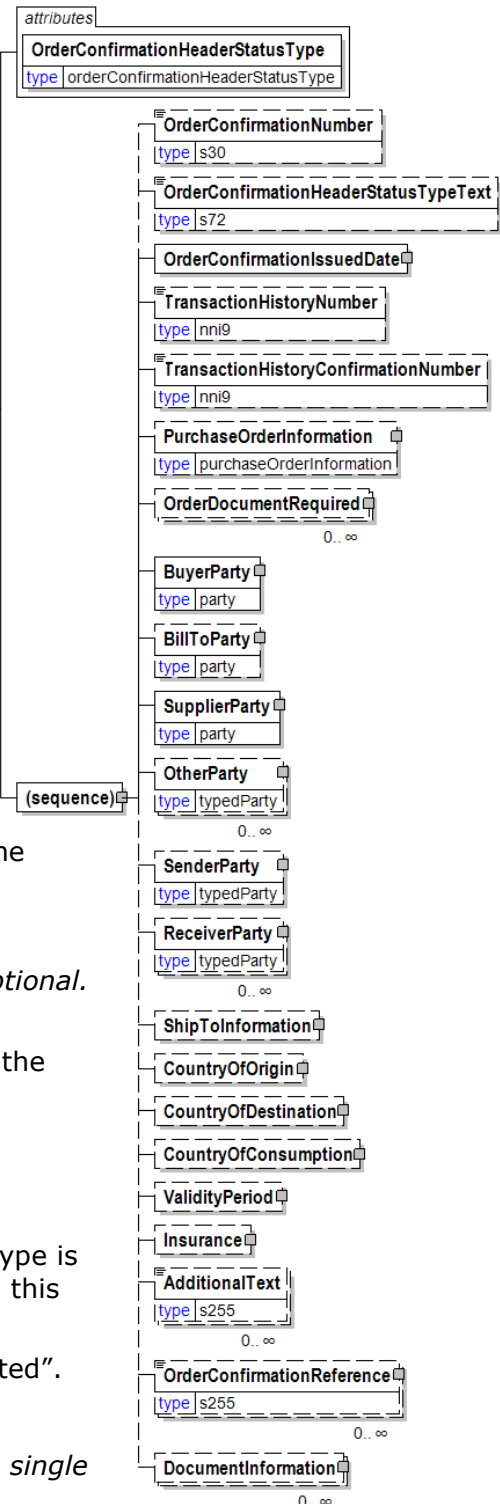 attributes
OrderConfirmationHeaderStatusType
type orderConfirmationHeaderStatusType
OrderConfirmationNumber
type s30
OrderConfirmationHeaderStatusTypeText
type s72
OrderConfirmationIssuedDate
TransactionHistoryNumber
type nni9
TransactionHistoryConfirmationNumber
type nni9
PurchaseOrderInformation
type purchaseOrderInformation
OrderDocumentRequired
0.. ∞
BuyerParty
type party
BillToParty
type party
SupplierParty
type party
OtherParty
(sequence)
type typedParty
0.. ∞
SenderParty
type typedParty
ReceiverParty
type typedParty
0.. ∞
ShipToInformation
the
CountryOfOrigin
CountryOfDestination
CountryOfConsumption
ValidityPeriod
Insurance
ype is
this
AdditionalText
type s255
0.. ∞
ted”.
OrderConfirmationReference
type s255
0.. ∞
single
DocumentInformation
0.. ∞